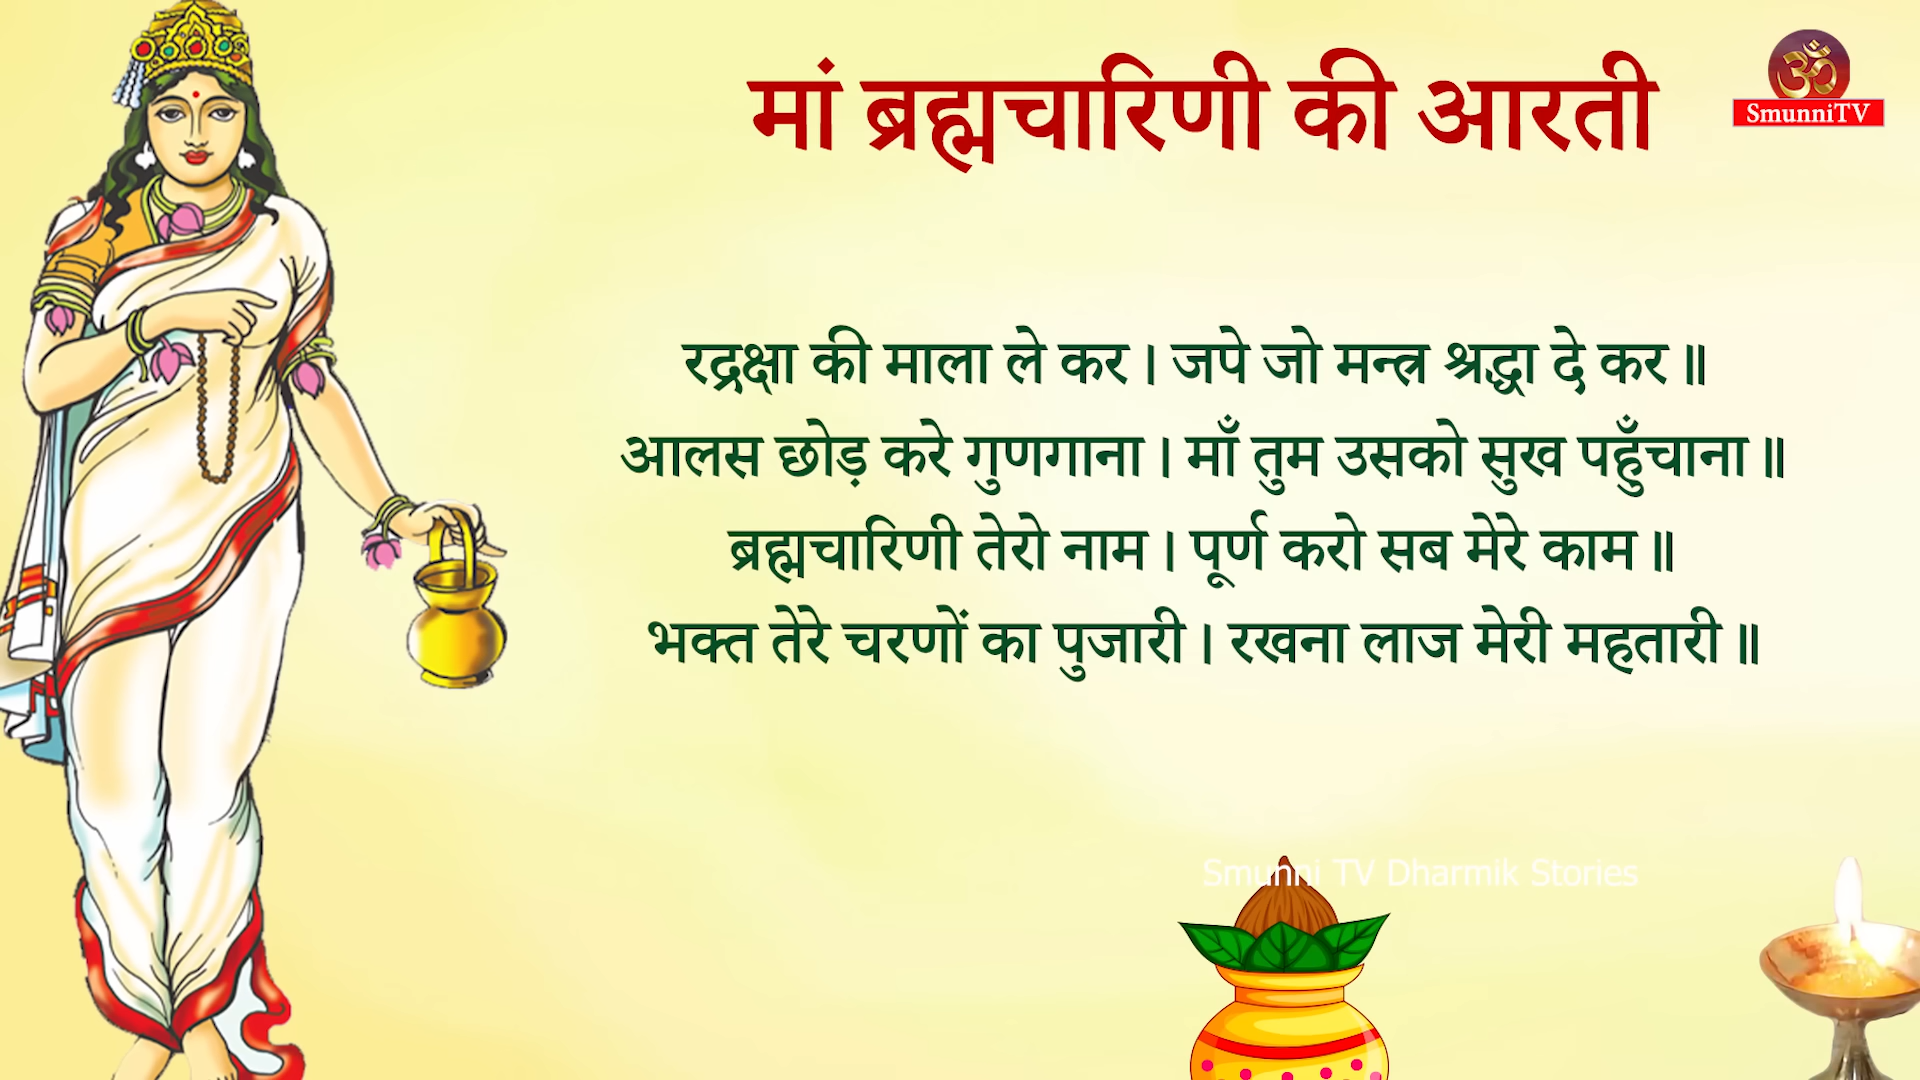 मां ब्रह्मचारिणी की आरती
ॐ
SmunniTV
रद्रक्षा की माला ले कर । जपे जो मन्त्र श्रद्धा दे कर ॥
आलस छोड़ करे गुणगाना । माँ तुम उसको सुख पहुँचाना ॥
ब्रह्मचारिणी तेरो नाम । पूर्ण करो सब मेरे काम ॥
भक्त तेरे चरणों का पुजारी । रखना लाज मेरी महतारी ॥
Smunni TV Dharmik Stories